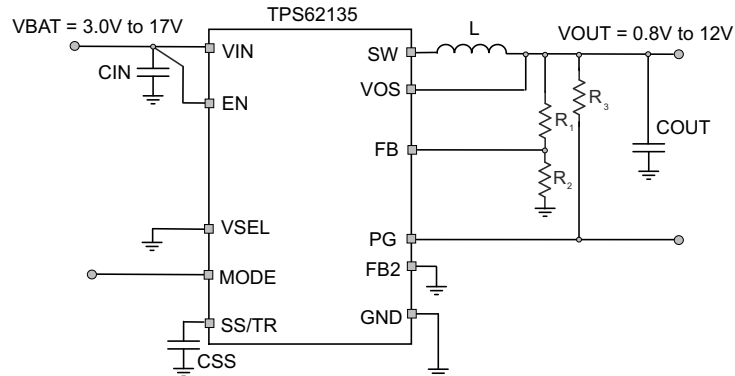 TPS62135
VBAT = 3.0V to 17V
L
VOUT = 0.8V to 12V
VIN
SW
CIN
VOS
EN
R3
R1
COUT
FB
R2
VSEL
PG
MODE
FB2
SS/TR
GND
CSS